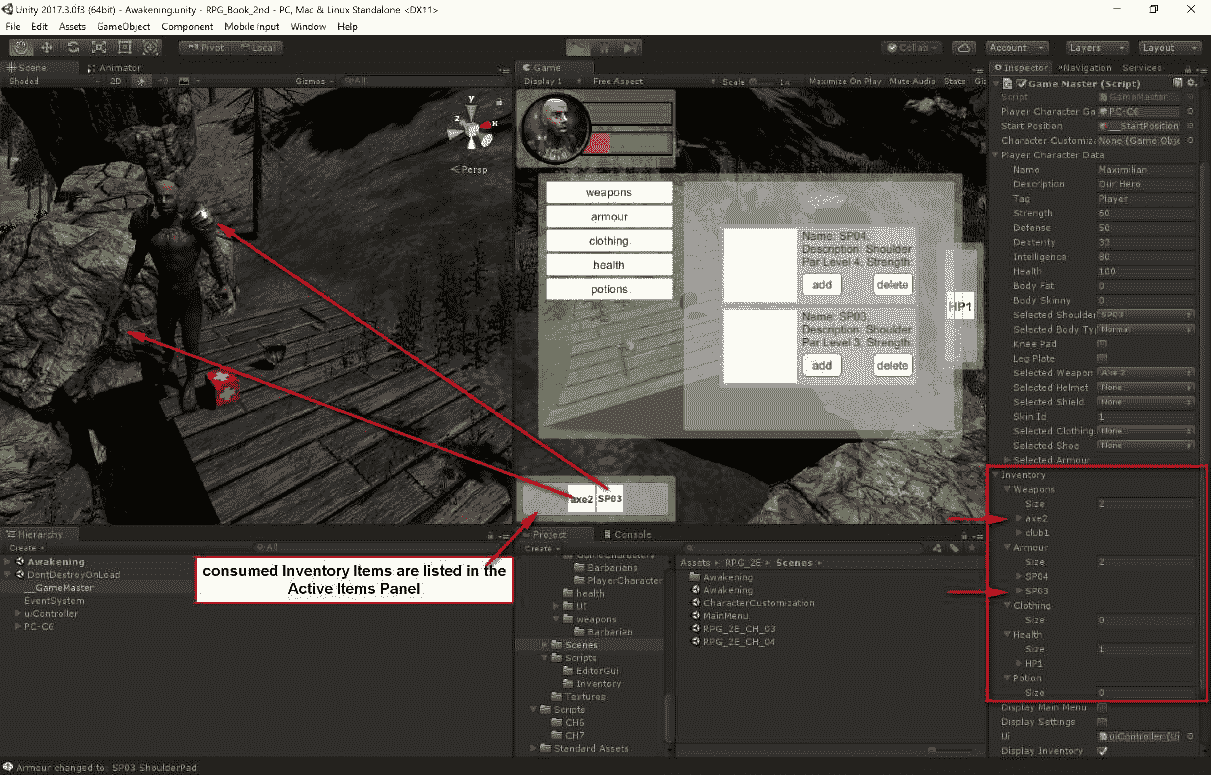 Unity 2017.3.0f3 (64bit) - Awakening.unity - RPG_Book_2nd - PC, Mac & Linux Standalone <DX11>
File Edit Assets GameObject Component Mobile Input Window Help
Pivot Local Collab Account Layers Layout
Scene Animator
Shaded 2D Gizmos All
Persp
y
z
x
Game
Display 1 Free Aspect Scale 1x Maximize On Play Mute Audio Stats
weapons
armour
clothing
health
potions
Name: SP04
Description: Shoulder
Par Level 4. Strength
add delete
Name: SP03
Description: Shoulder
Par Level 3. Strength
add delete
HP1
axe2 SP03
Inspector Navigation Services
Game Master (Script)
Script GameMaster
Player Character Ga PC-C6
Start Position __StartPosition
Character Customiz None (Game Obje
Player Character Data
Name Maximilian
Description Our Hero
Tag Player
Strength 60
Defense 50
Dexterity 33
Intelligence 80
Health 100
Body Fat 0
Body Skinny 0
Selected Shoulder SP03
Selected Body Typ Normal
Knee Pad
Leg Plate
Selected Weapon Axe 2
Selected Helmet None
Selected Shield None
Skin Id 1
Selected Clothing None
Selected Shoe None
Selected Armour
Inventory
Weapons
Size 2
axe2
club1
Armour
Size 2
SP04
SP03
Clothing
Size 0
Health
Size 1
HP1
Potion
Size 0
Display Main Menu
Display Settings
Ui uiController (Ui
Display Inventory
Hierarchy
Create All
Awakening
DontDestroyOnLoad
__GameMaster
EventSystem
uiController
PC-C6
consumed Inventory Items are listed in the
Active Items Panel
Project Console
Create
GameCharacters
Barbarians
PlayerCharacter
health
UI
weapons
Barbarian
Scenes
Scripts
EditorGui
Inventory
Textures
Scripts
CH6
CH7
Standard Assets
Assets RPG_2E Scenes
Awakening
Awakening
CharacterCustomization
MainMenu
RPG_2E_CH_03
RPG_2E_CH_04
Armour changed to: SP03 ShoulderPad